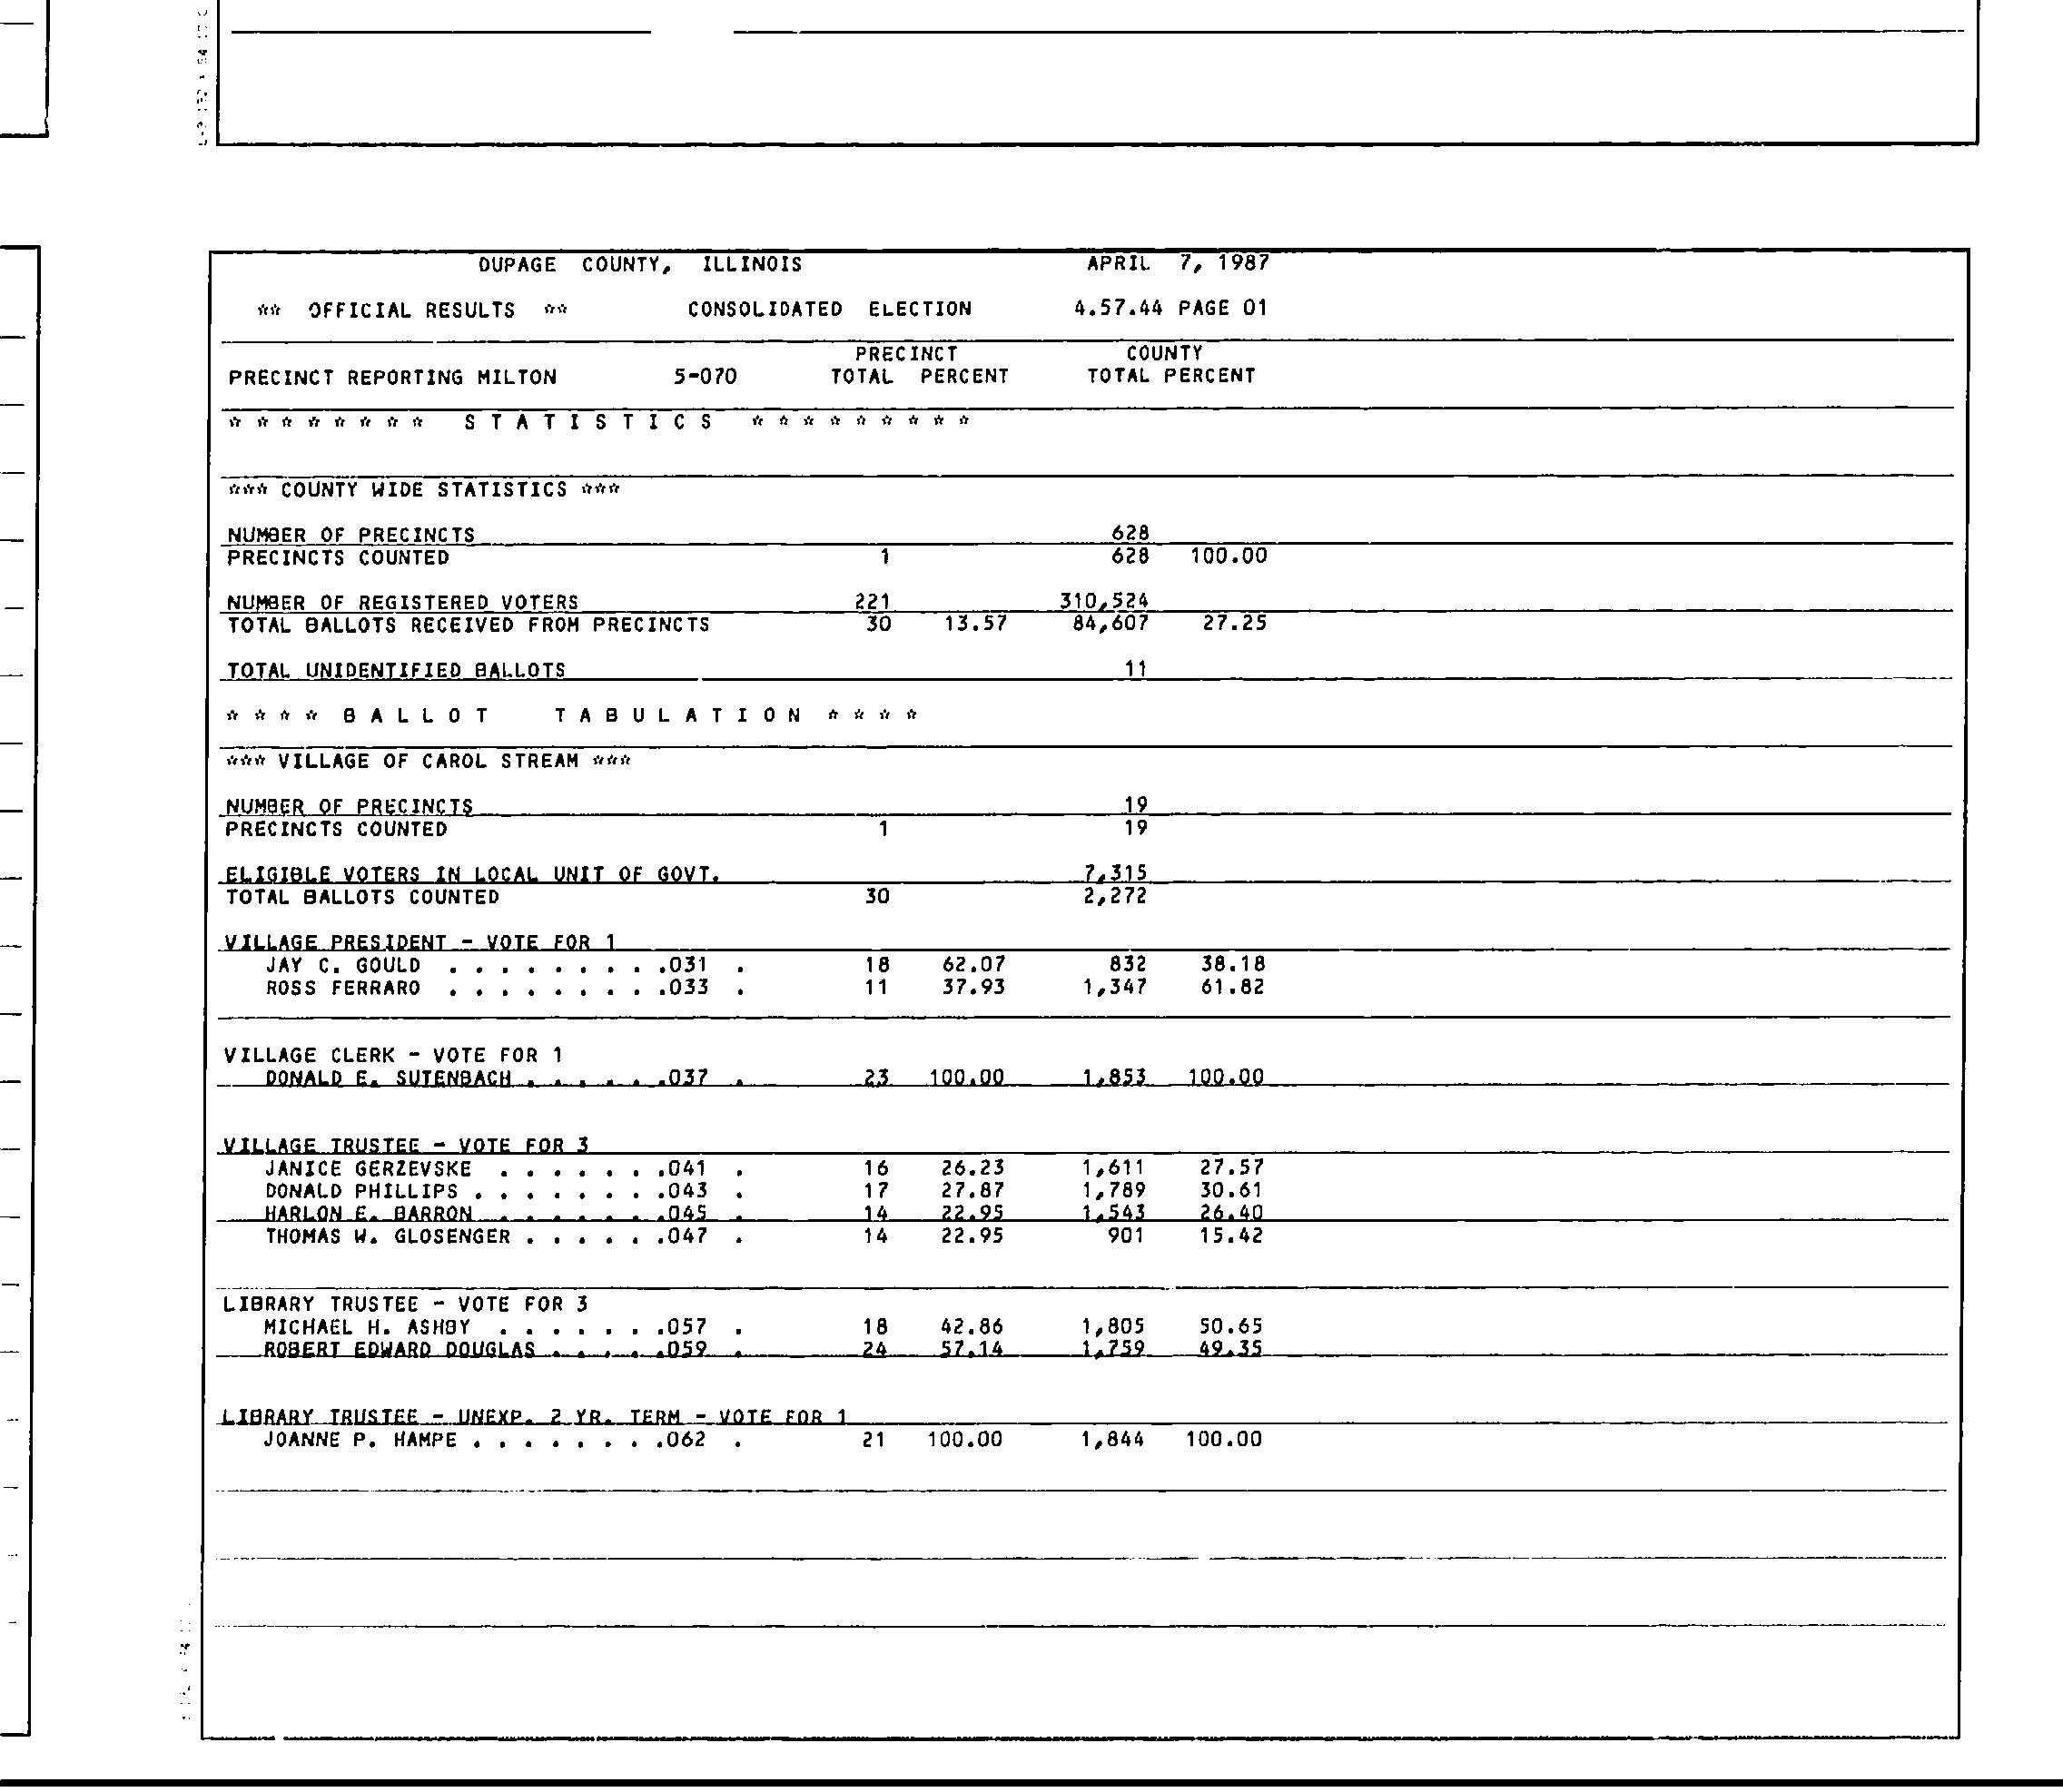 DUPAGE COUNTY, ILLINOIS APRIL 7, 1987
** OFFICIAL RESULTS ** CONSOLIDATED ELECTION 4.57.44 PAGE 01
PRECINCT COUNTY
PRECINCT REPORTING MILTON 5-070 TOTAL PERCENT TOTAL PERCENT
* * * * * * * * S T A T I S T I C S * * * * * * * * *
*** COUNTY WIDE STATISTICS ***
NUMBER OF PRECINCTS 628
PRECINCTS COUNTED 1 628 100.00
NUMBER OF REGISTERED VOTERS 221 310,524
TOTAL BALLOTS RECEIVED FROM PRECINCTS 30 13.57 84,607 27.25
TOTAL UNIDENTIFIED BALLOTS 11
* * * * B A L L O T T A B U L A T I O N * * * *
*** VILLAGE OF CAROL STREAM ***
NUMBER OF PRECINCTS 19
PRECINCTS COUNTED 1 19
ELIGIBLE VOTERS IN LOCAL UNIT OF GOVT. 7,315
TOTAL BALLOTS COUNTED 30 2,272
VILLAGE PRESIDENT - VOTE FOR 1
JAY C. GOULD . . . . . . . . .031 . 18 62.07 832 38.18
ROSS FERRARO . . . . . . . . .033 . 11 37.93 1,347 61.82
VILLAGE CLERK - VOTE FOR 1
DONALD E. SUTENBACH . . . . . .037 . 23 100.00 1,853 100.00
VILLAGE TRUSTEE - VOTE FOR 3
JANICE GERZEVSKE . . . . . . .041 . 16 26.23 1,611 27.57
DONALD PHILLIPS . . . . . . . .043 . 17 27.87 1,789 30.61
HARLON E. BARRON . . . . . . .045 . 14 22.95 1,543 26.40
THOMAS W. GLOSENGER . . . . . .047 . 14 22.95 901 15.42
LIBRARY TRUSTEE - VOTE FOR 3
MICHAEL H. ASHBY . . . . . . .057 . 18 42.86 1,805 50.65
ROBERT EDWARD DOUGLAS . . . . .059 . 24 57.14 1,759 49.35
LIBRARY TRUSTEE - UNEXP. 2 YR. TERM - VOTE FOR 1
JOANNE P. HAMPE . . . . . . . .062 . 21 100.00 1,844 100.00